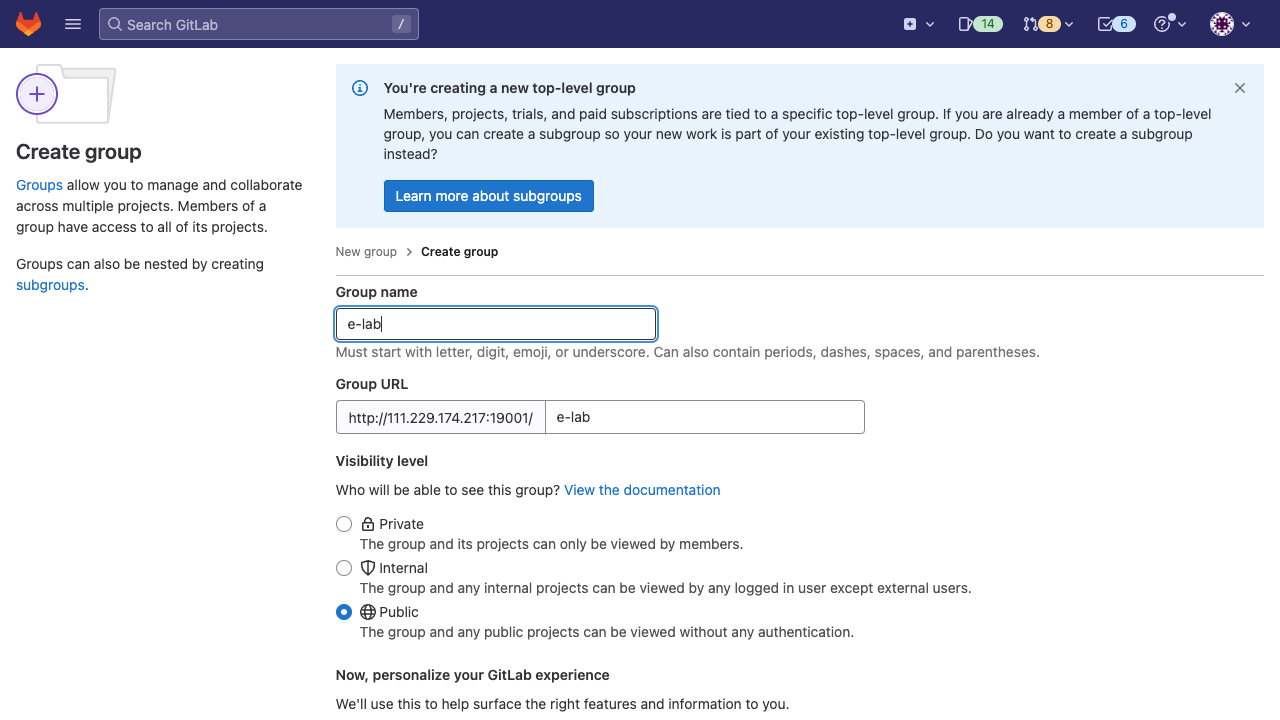 Search GitLab
/
14
8
6
Create group
Groups allow you to manage and collaborate
across multiple projects. Members of a
group have access to all of its projects.
Groups can also be nested by creating
subgroups.
You're creating a new top-level group
Members, projects, trials, and paid subscriptions are tied to a specific top-level group. If you are already a member of a top-level
group, you can create a subgroup so your new work is part of your existing top-level group. Do you want to create a subgroup
instead?
Learn more about subgroups
New group
Create group
Group name
e-lab
Must start with letter, digit, emoji, or underscore. Can also contain periods, dashes, spaces, and parentheses.
Group URL
http://111.229.174.217:19001/
e-lab
Visibility level
Who will be able to see this group? View the documentation
Private
The group and its projects can only be viewed by members.
Internal
The group and any internal projects can be viewed by any logged in user except external users.
Public
The group and any public projects can be viewed without any authentication.
Now, personalize your GitLab experience
We'll use this to help surface the right features and information to you.